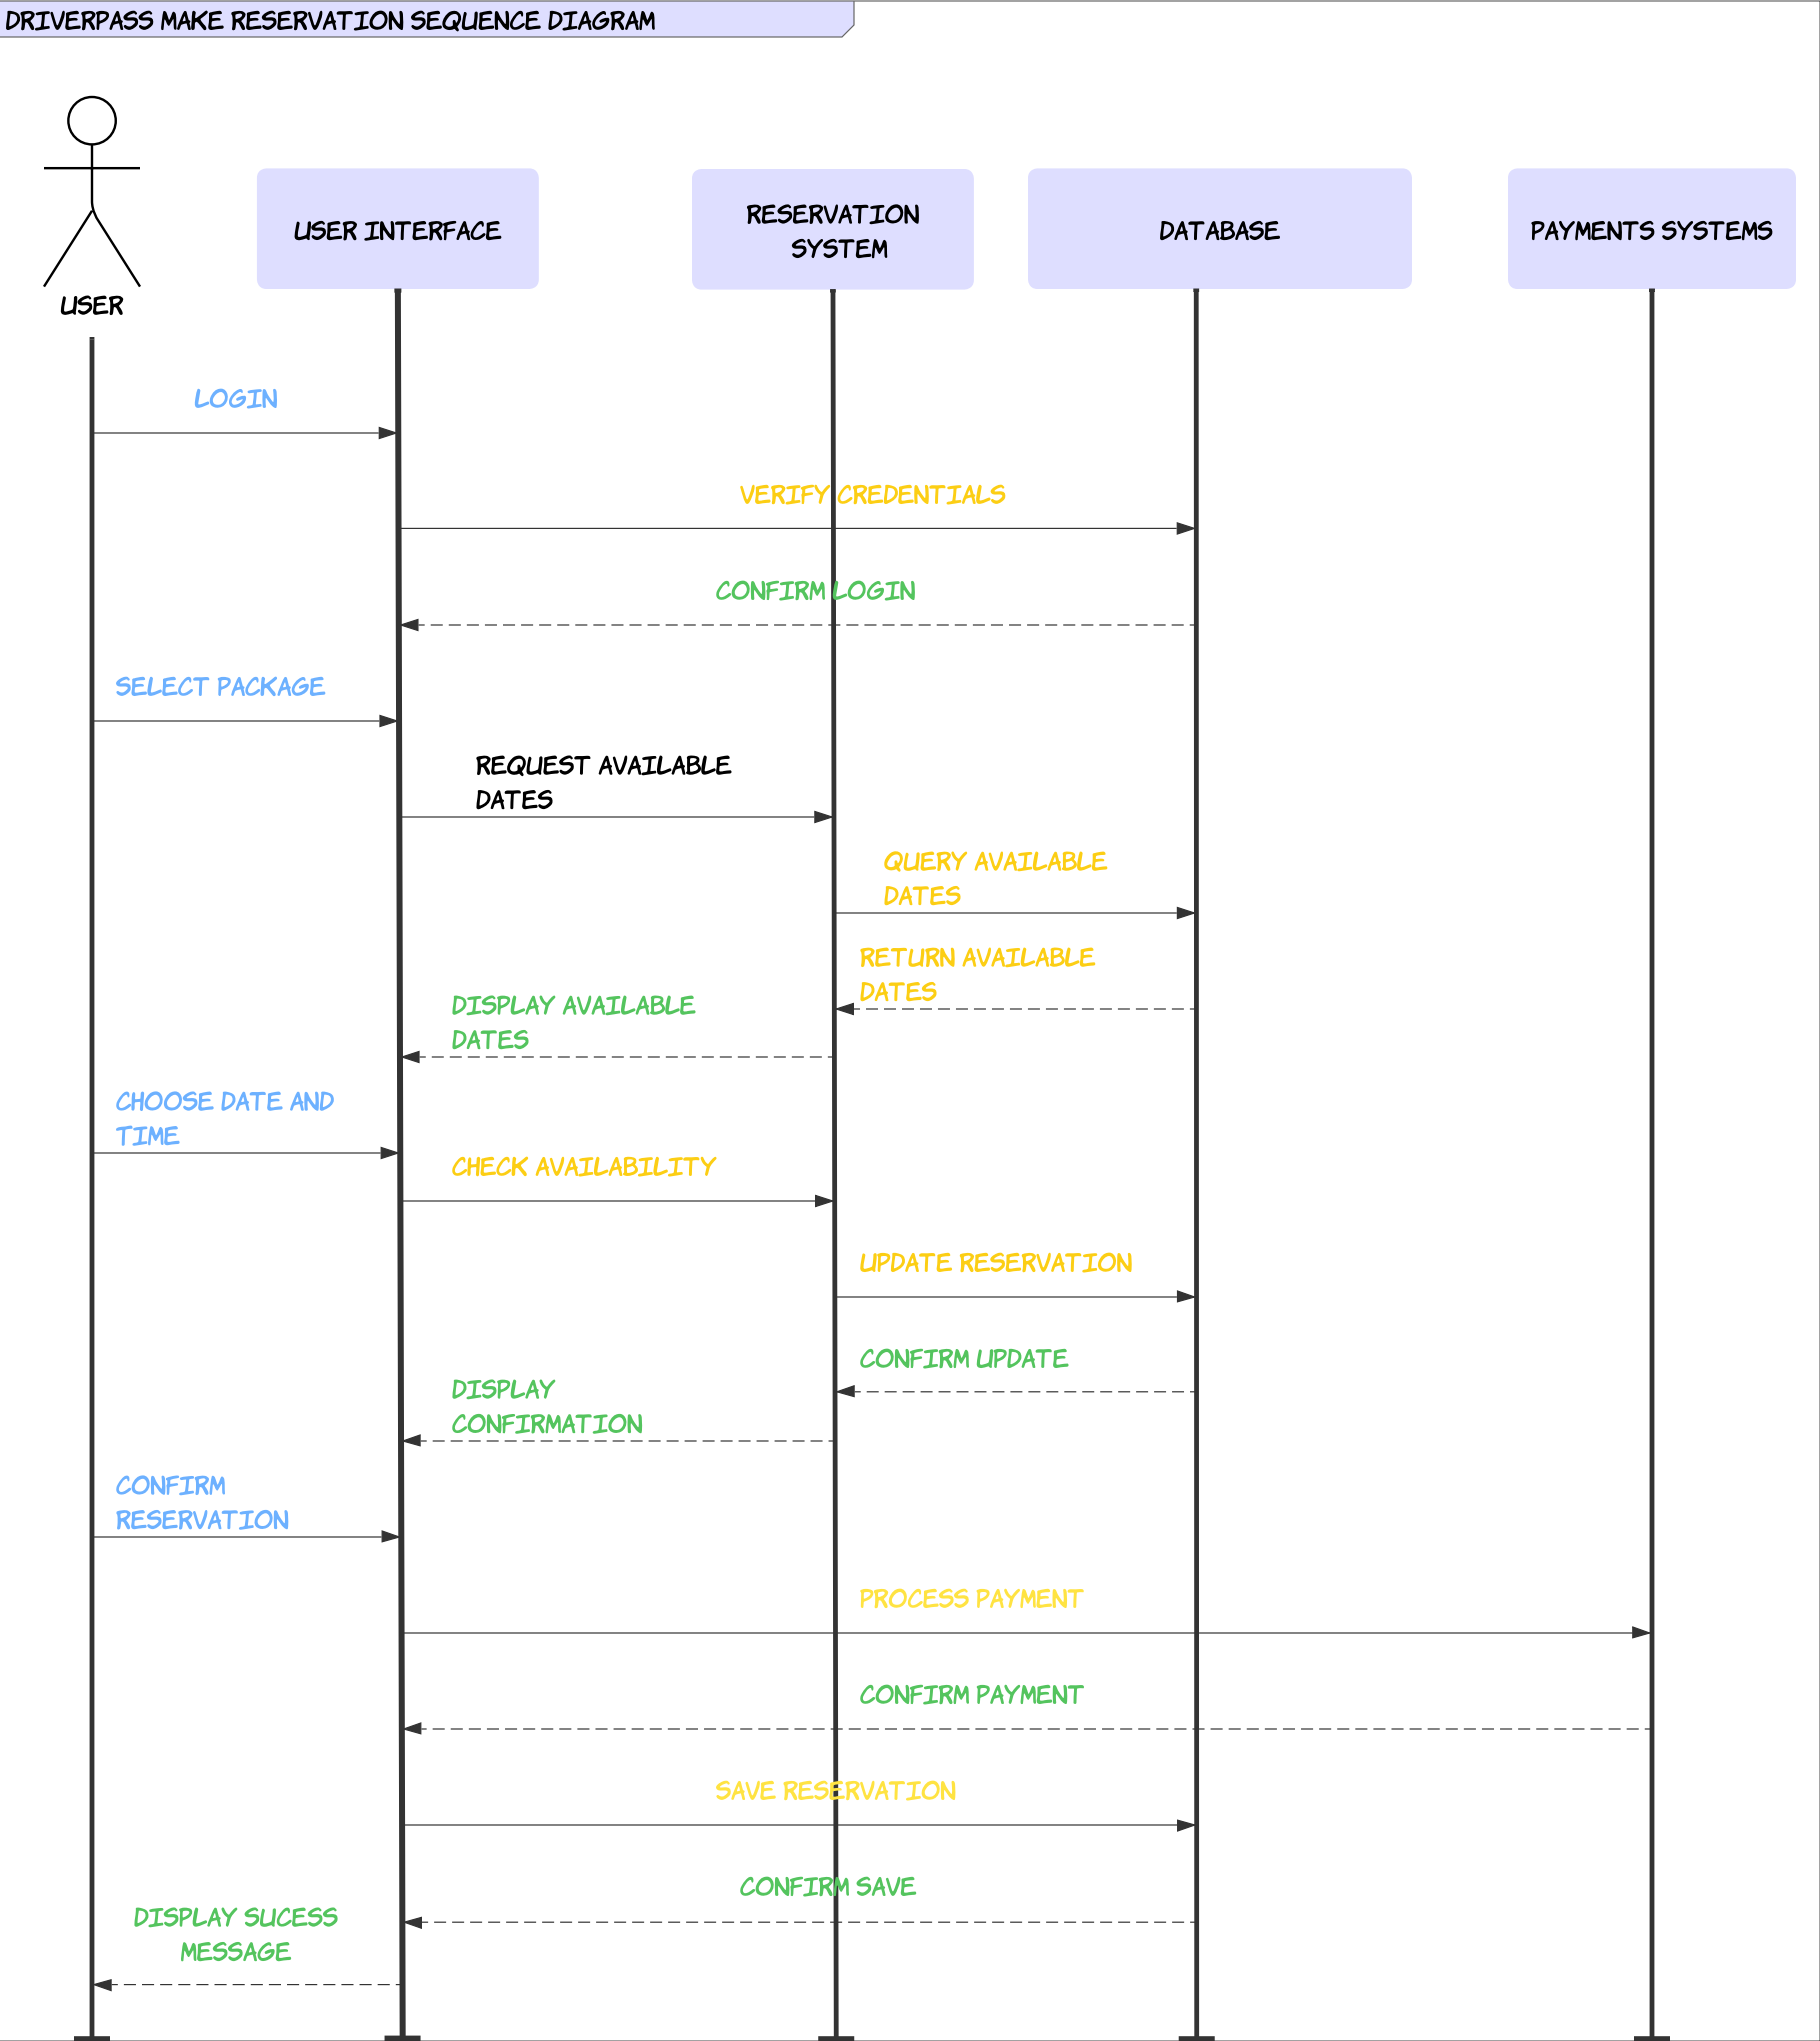 DRIVERPASS MAKE RESERVATION SEQUENCE DIAGRAM
USER INTERFACE
RESERVATION
SYSTEM
DATABASE
PAYMENTS SYSTEMS
USER
LOGIN
VERIFY CREDENTIALS
CONFIRM LOGIN
SELECT PACKAGE
REQUEST AVAILABLE
DATES
QUERY AVAILABLE
DATES
RETURN AVAILABLE
DATES
DISPLAY AVAILABLE
DATES
CHOOSE DATE AND
TIME
CHECK AVAILABILITY
UPDATE RESERVATION
CONFIRM UPDATE
DISPLAY
CONFIRMATION
CONFIRM
RESERVATION
PROCESS PAYMENT
CONFIRM PAYMENT
SAVE RESERVATION
CONFIRM SAVE
DISPLAY SUCESS
MESSAGE